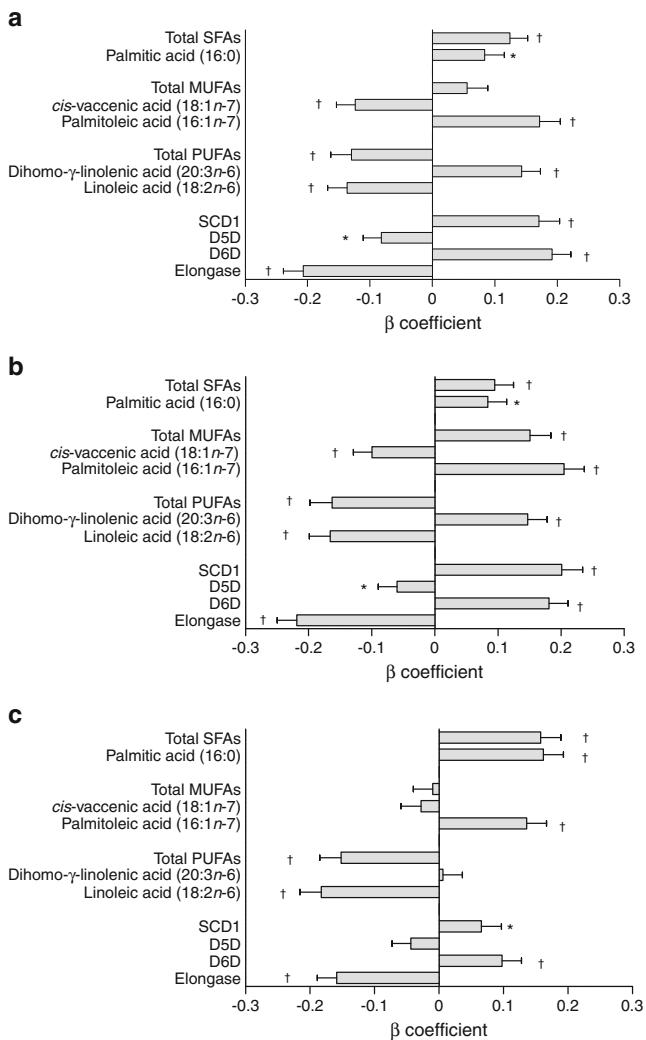 a
Total SFAs †
Palmitic acid (16:0) *
Total MUFAs
cis-vaccenic acid (18:1n-7) †
Palmitoleic acid (16:1n-7) †
Total PUFAs †
Dihomo-γ-linolenic acid (20:3n-6) †
Linoleic acid (18:2n-6) †
SCD1 †
D5D *
D6D †
Elongase †
-0.3 -0.2 -0.1 0 0.1 0.2 0.3
β coefficient
b
Total SFAs †
Palmitic acid (16:0) *
Total MUFAs †
cis-vaccenic acid (18:1n-7) †
Palmitoleic acid (16:1n-7) †
Total PUFAs †
Dihomo-γ-linolenic acid (20:3n-6) †
Linoleic acid (18:2n-6) †
SCD1 †
D5D *
D6D †
Elongase †
-0.3 -0.2 -0.1 0 0.1 0.2 0.3
β coefficient
c
Total SFAs †
Palmitic acid (16:0) †
Total MUFAs
cis-vaccenic acid (18:1n-7)
Palmitoleic acid (16:1n-7) †
Total PUFAs †
Dihomo-γ-linolenic acid (20:3n-6)
Linoleic acid (18:2n-6) †
SCD1 *
D5D
D6D †
Elongase †
-0.3 -0.2 -0.1 0 0.1 0.2 0.3
β coefficient